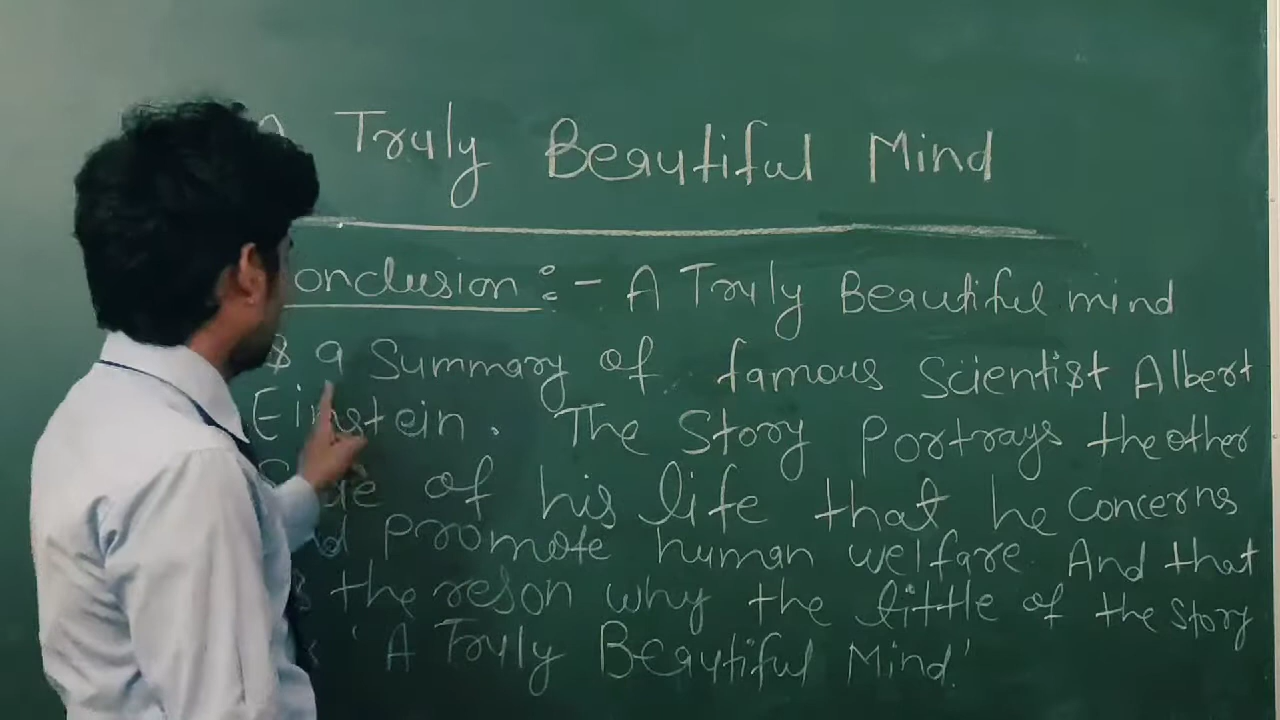 A Truly Beautiful Mind
onclusion :- A Truly Beautiful mind
is a Summary of famous Scientist Albert
Einstein. The Story Portrays the other
of his life that he Concerns
Promote human welfare. And that
the reson why the little of the Story
'A Truly Beautiful Mind.'